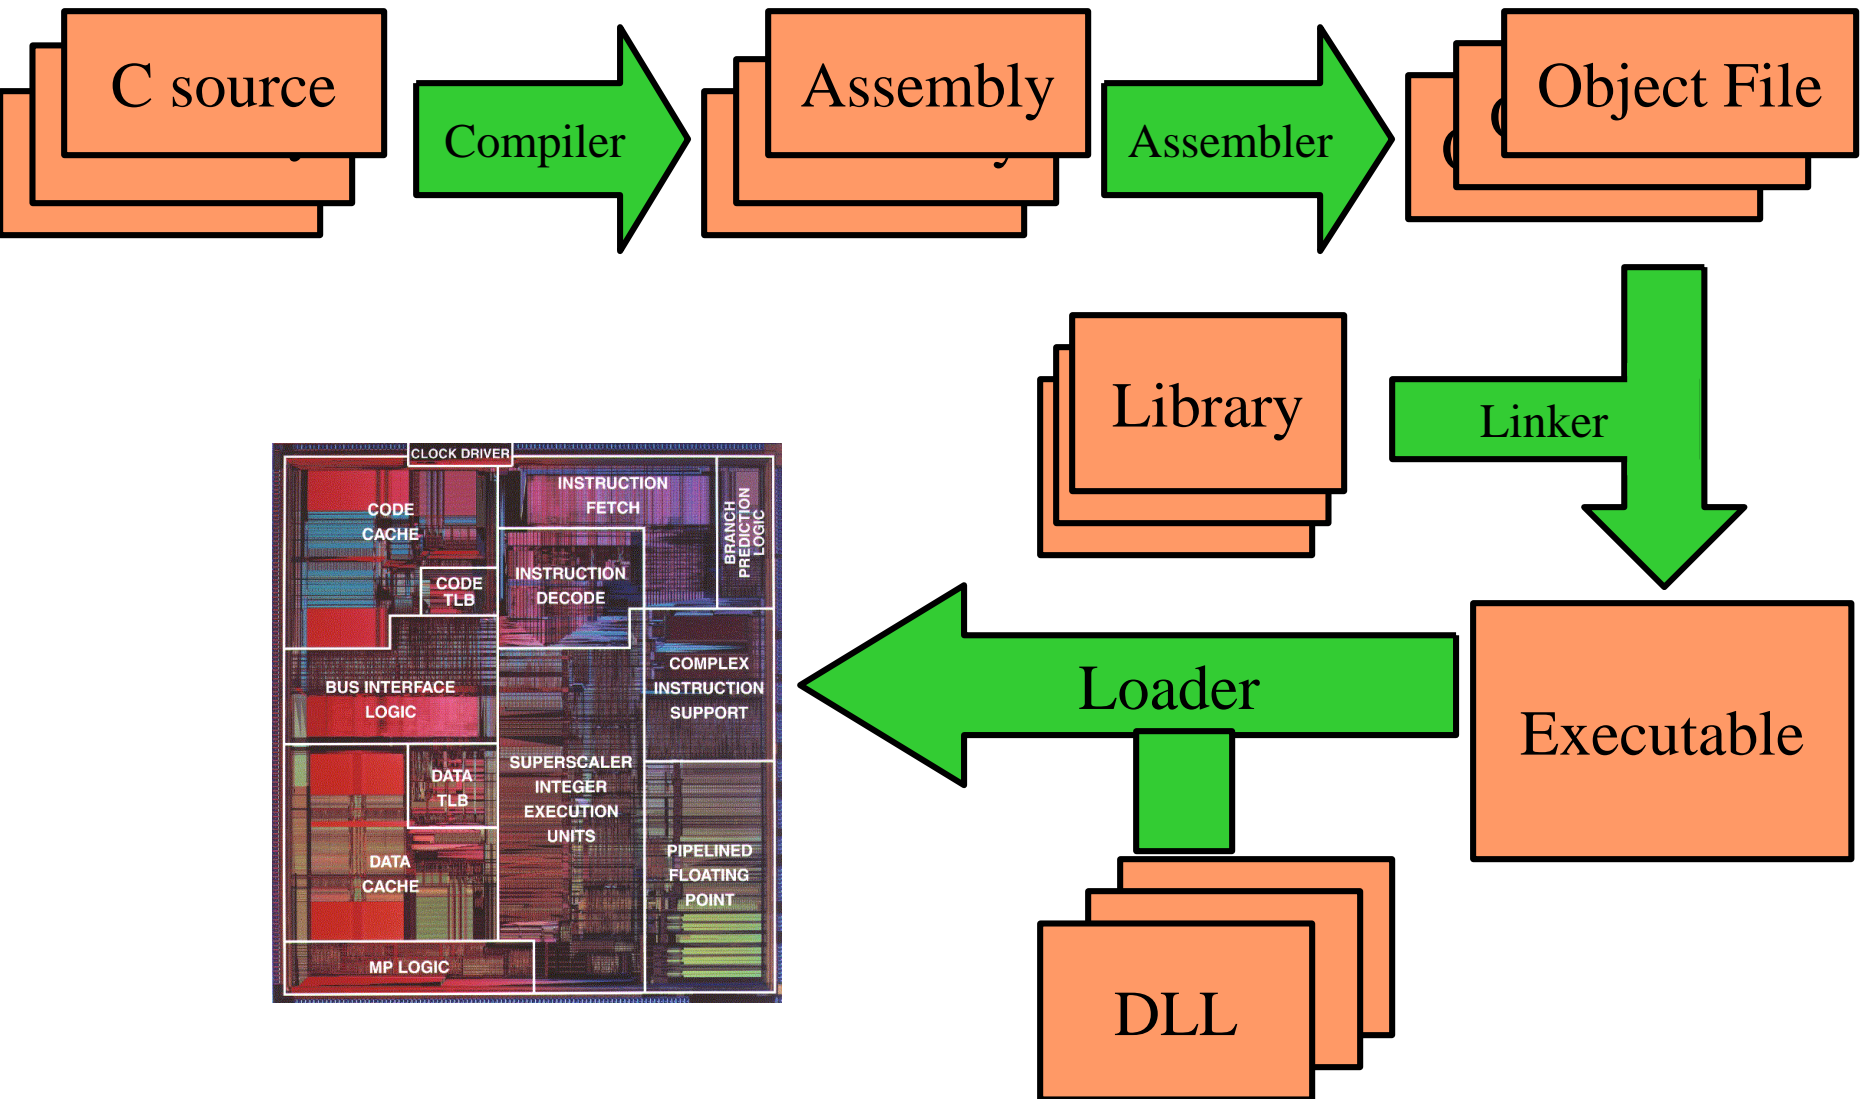 C source
Compiler
Assembly
Assembler
Object File
Library
Linker
Executable
Loader
DLL
CLOCK DRIVER
CODE
CACHE
INSTRUCTION
FETCH
BRANCH
PREDICTION
LOGIC
CODE
TLB
INSTRUCTION
DECODE
BUS INTERFACE
LOGIC
COMPLEX
INSTRUCTION
SUPPORT
DATA
TLB
SUPERSCALER
INTEGER
EXECUTION
UNITS
DATA
CACHE
PIPELINED
FLOATING
POINT
MP LOGIC